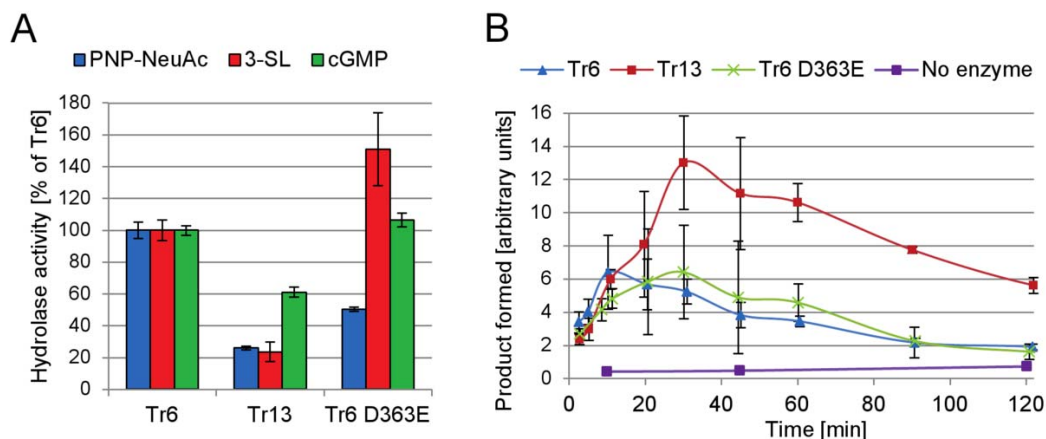 A
PNP-NeuAc 3-SL cGMP
Hydrolase activity [% of Tr6]
180
160
140
120
100
80
60
40
20
0
Tr6 Tr13 Tr6 D363E
B
Tr6 Tr13 Tr6 D363E No enzyme
Product formed [arbitrary units]
16
14
12
10
8
6
4
2
0
0 20 40 60 80 100 120
Time [min]